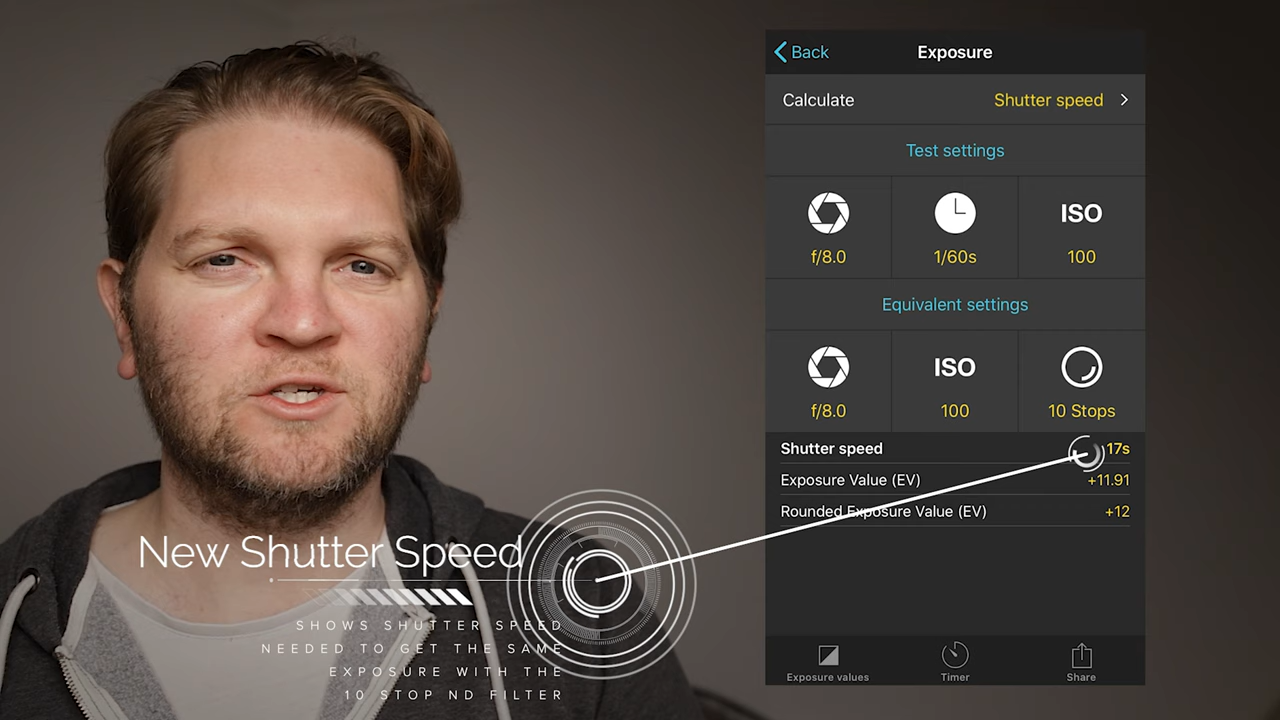 Back
Exposure
Calculate
Shutter speed
Test settings
ISO
f/8.0
1/60s
100
Equivalent settings
ISO
f/8.0
100
10 Stops
Shutter speed
17s
Exposure Value (EV)
+11.91
Rounded Exposure Value (EV)
+12
Exposure values
Timer
Share
New Shutter Speed
SHOWS SHUTTER SPEED
NEEDED TO GET THE SAME
EXPOSURE WITH THE
10 STOP ND FILTER